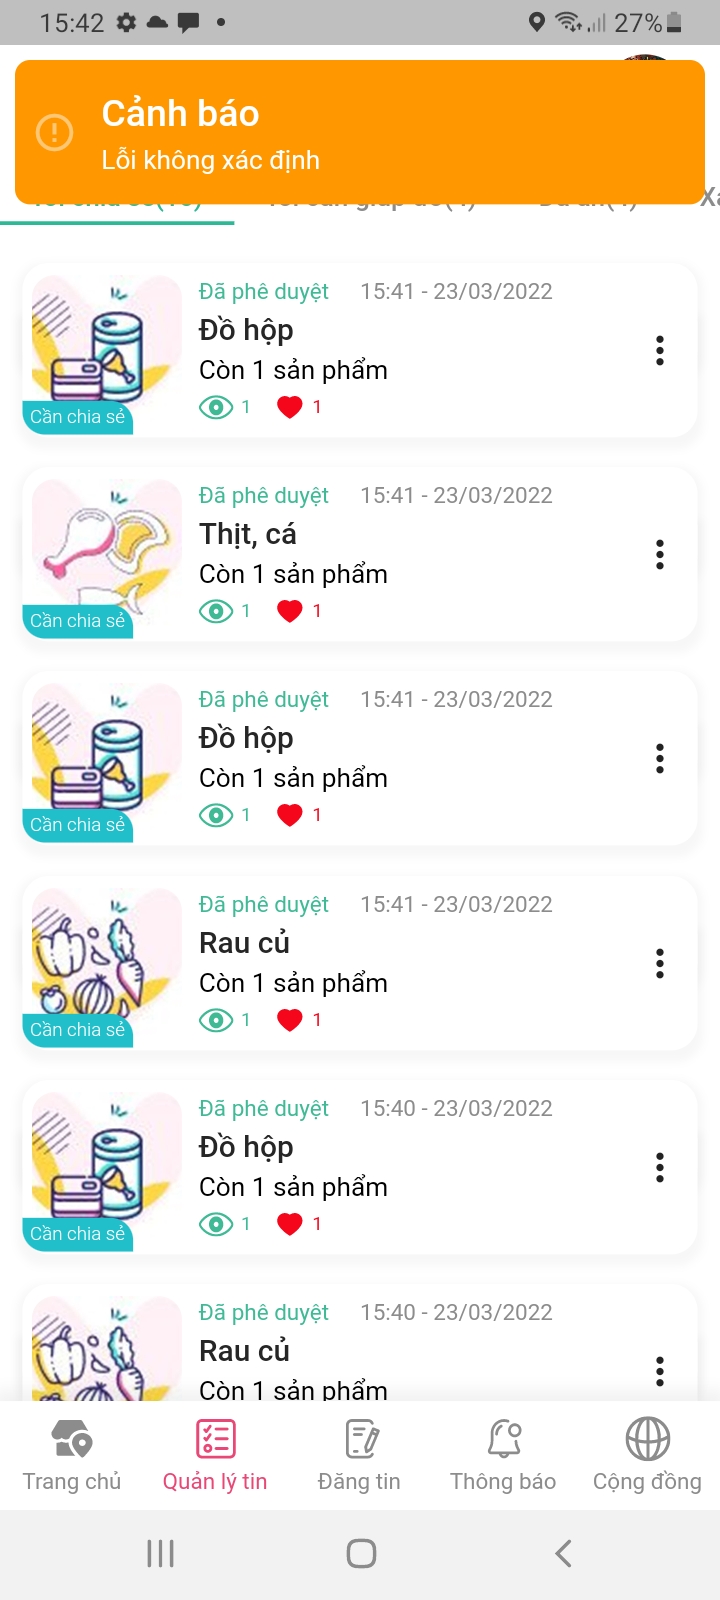 15:42
27%
Cảnh báo
Lỗi không xác định
Đã phê duyệt 15:41 - 23/03/2022
Đồ hộp
Còn 1 sản phẩm
1 1
Cần chia sẻ
Đã phê duyệt 15:41 - 23/03/2022
Thịt, cá
Còn 1 sản phẩm
1 1
Cần chia sẻ
Đã phê duyệt 15:41 - 23/03/2022
Đồ hộp
Còn 1 sản phẩm
1 1
Cần chia sẻ
Đã phê duyệt 15:41 - 23/03/2022
Rau củ
Còn 1 sản phẩm
1 1
Cần chia sẻ
Đã phê duyệt 15:40 - 23/03/2022
Đồ hộp
Còn 1 sản phẩm
1 1
Cần chia sẻ
Đã phê duyệt 15:40 - 23/03/2022
Rau củ
Còn 1 sản phẩm
Trang chủ Quản lý tin Đăng tin Thông báo Cộng đồng